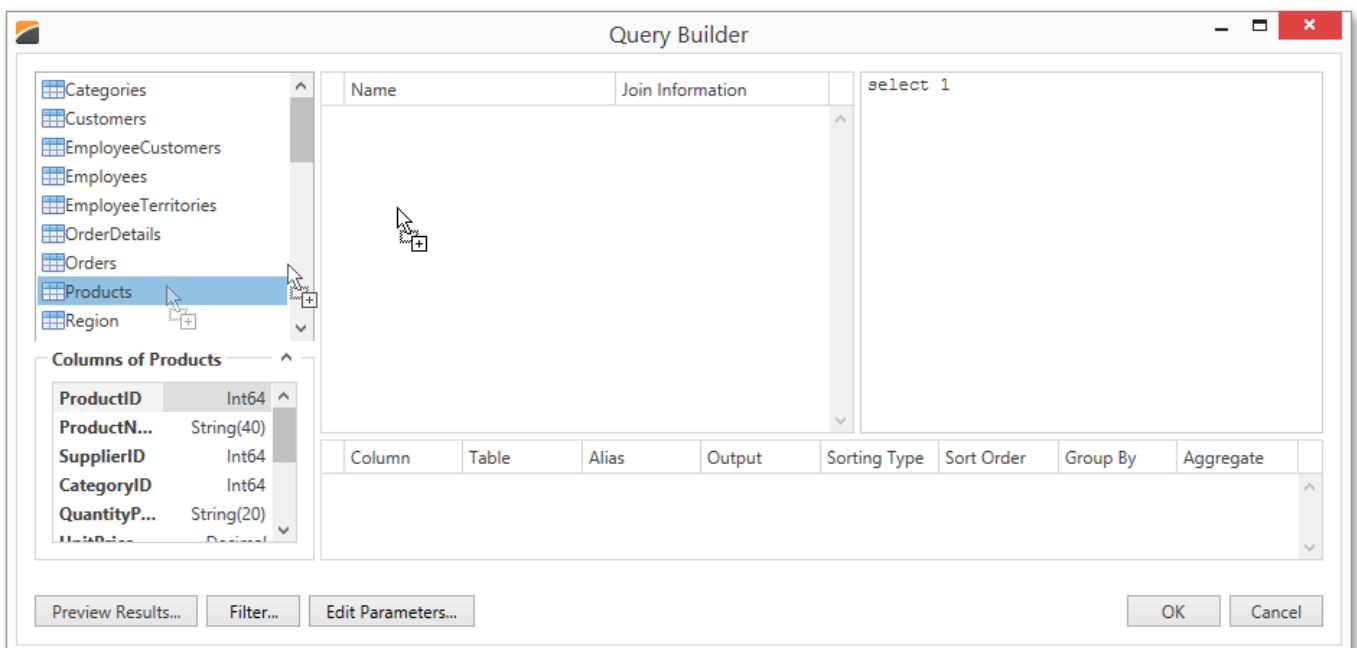 Query Builder
Categories
Customers
EmployeeCustomers
Employees
EmployeeTerritories
OrderDetails
Orders
Products
Region
Columns of Products
ProductID Int64
ProductN... String(40)
SupplierID Int64
CategoryID Int64
QuantityP... String(20)
UnitPrice Decimal
Name Join Information
select 1
Column Table Alias Output Sorting Type Sort Order Group By Aggregate
Preview Results... Filter... Edit Parameters... OK Cancel